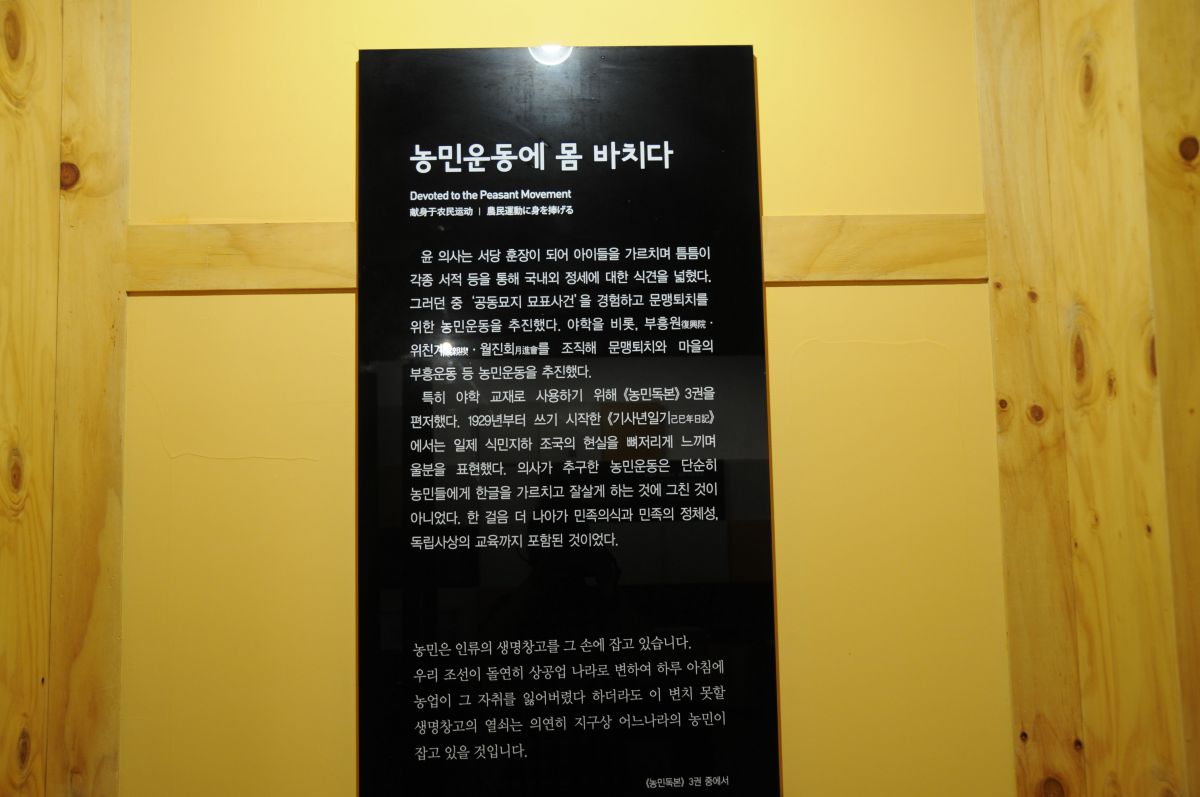 농민운동에 몸 바치다
Devoted to the Peasant Movement
献身于农民运动 | 農民運動に身を捧げる
윤 의사는 서당 훈장이 되어 아이들을 가르치며 틈틈이
각종 서적 등을 통해 국내외 정세에 대한 식견을 넓혔다.
그러던 중 ‘공동묘지 묘표사건’을 경험하고 문맹퇴치를
위한 농민운동을 추진했다. 야학을 비롯, 부흥원復興院 ·
위친계親契 · 월진회月進會를 조직해 문맹퇴치와 마을의
부흥운동 등 농민운동을 추진했다.
특히 야학 교재로 사용하기 위해 《농민독본》 3권을
편저했다. 1929년부터 쓰기 시작한 《기사년일기己巳年日記》
에서는 일제 식민지하 조국의 현실을 뼈저리게 느끼며
울분을 표현했다. 의사가 추구한 농민운동은 단순히
농민들에게 한글을 가르치고 잘살게 하는 것에 그친 것이
아니었다. 한 걸음 더 나아가 민족의식과 민족의 정체성,
독립사상의 교육까지 포함된 것이었다.
농민은 인류의 생명창고를 그 손에 잡고 있습니다.
우리 조선이 돌연히 상공업 나라로 변하여 하루 아침에
농업이 그 자취를 잃어버렸다 하더라도 이 변치 못할
생명창고의 열쇠는 의연히 지구상 어느나라의 농민이
잡고 있을 것입니다.
《농민독본》 3권 중에서